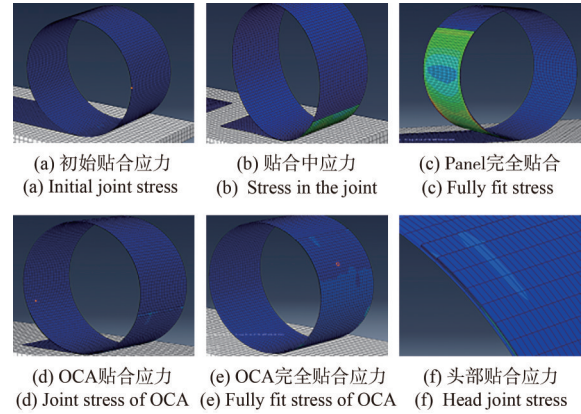 (a) 初始贴合应力
(a) Initial joint stress
(b) 贴合中应力
(b) Stress in the joint
(c) Panel完全贴合
(c) Fully fit stress
(d) OCA贴合应力
(d) Joint stress of OCA
(e) OCA完全贴合应力
(e) Fully fit stress of OCA
(f) 头部贴合应力
(f) Head joint stress